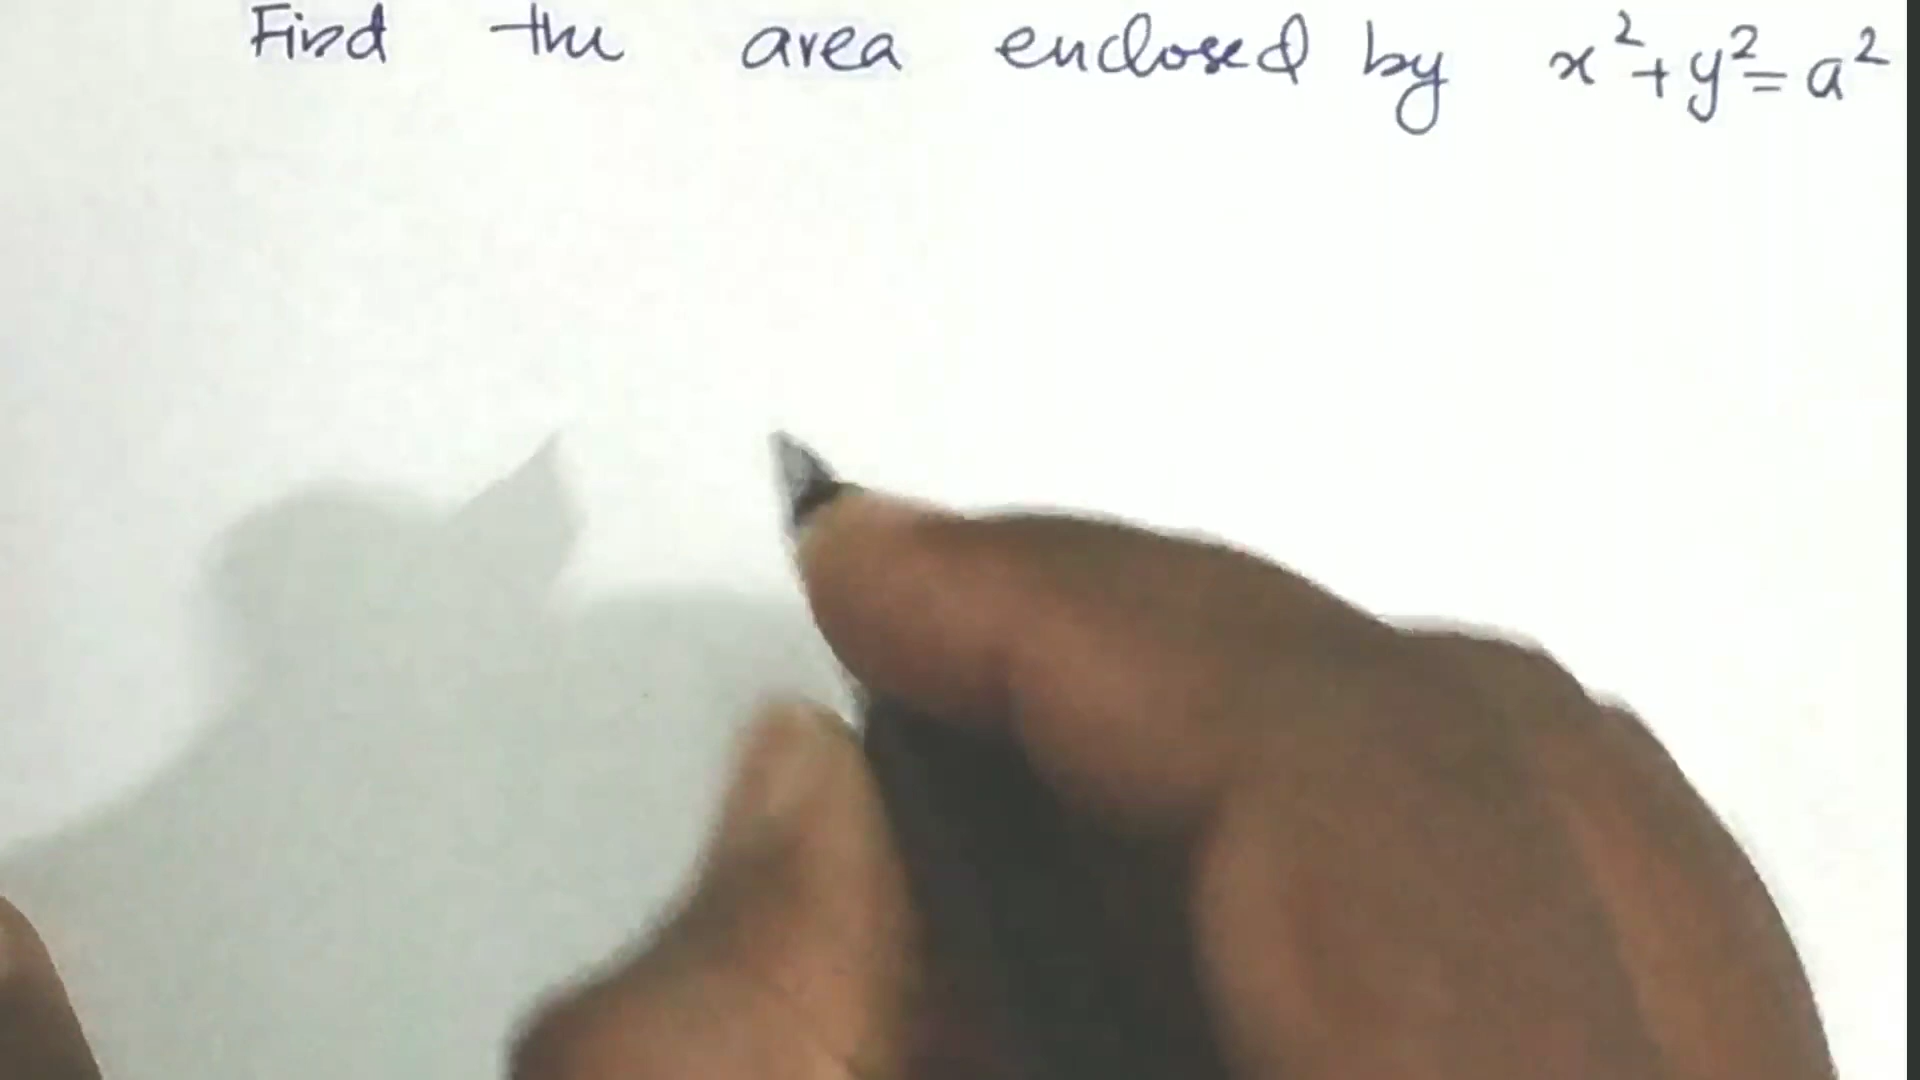 Find the area enclosed by x²+y²=a²